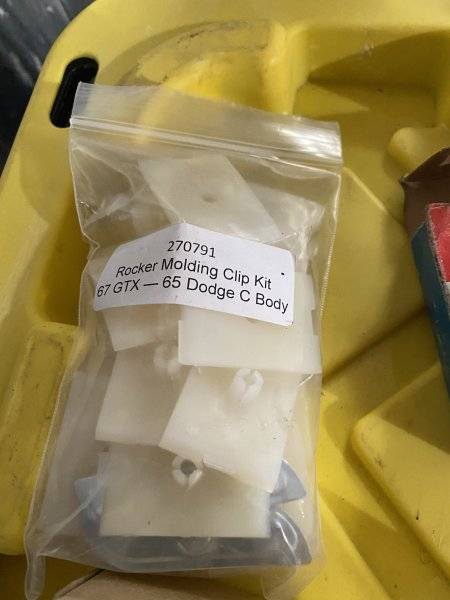 270791
Rocker Molding Clip Kit
67 GTX — 65 Dodge C Body